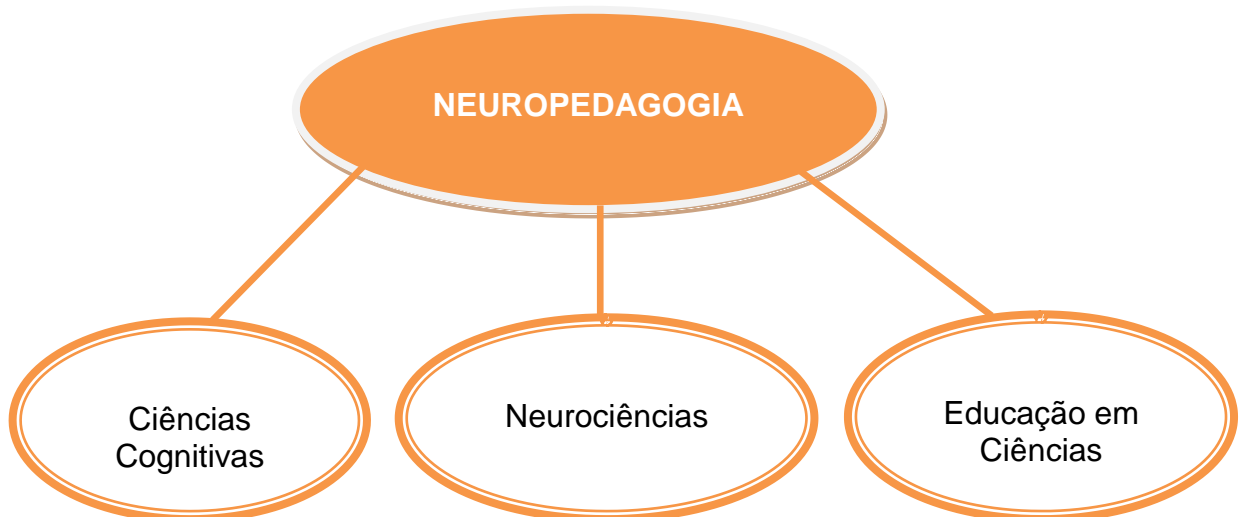 NEUROPEDAGOGIA
Ciências
Cognitivas
Neurociências
Educação em
Ciências